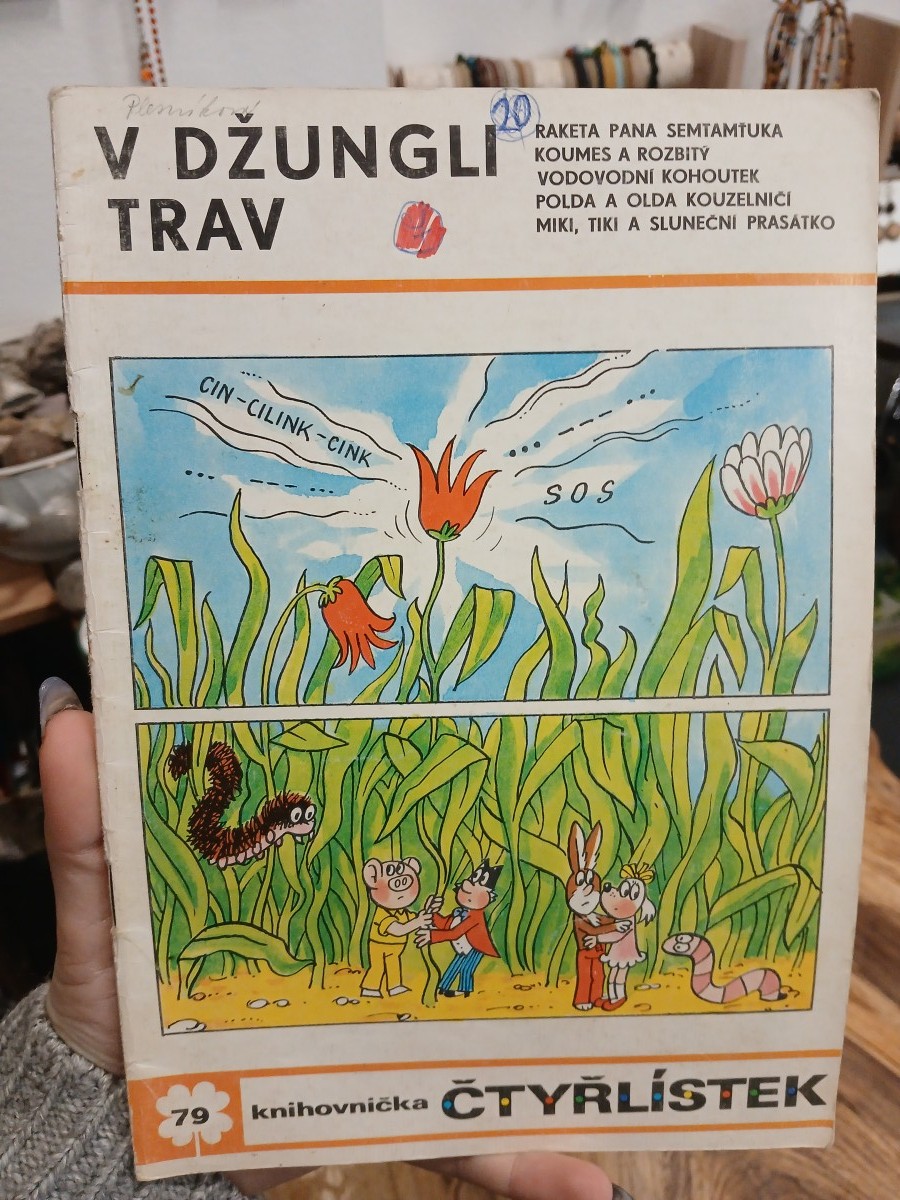 20
V DŽUNGLI
TRAV
RAKETA PANA SEMTAMŤUKA
KOUMES A ROZBITÝ
VODOVODNÍ KOHOUTEK
POLDA A OLDA KOUZELNIČÍ
MIKI, TIKI A SLUNEČNÍ PRASÁTKO
CIN-CILINK-CINK
SOS
79
knihovnička ČTYŘLÍSTEK